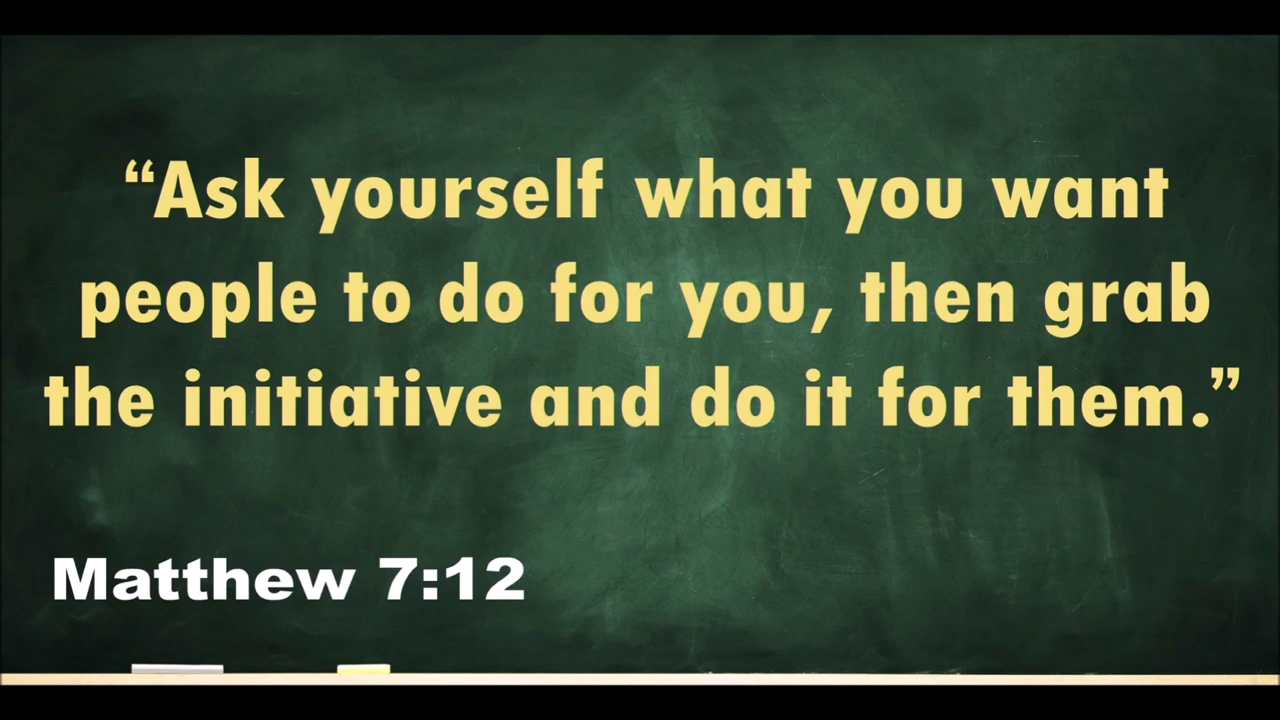 “Ask yourself what you want
people to do for you, then grab
the initiative and do it for them.”
Matthew 7:12